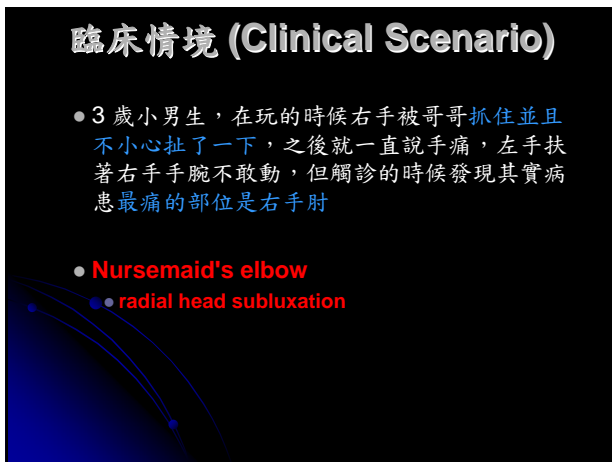 臨床情境 (Clinical Scenario)
3 歲小男生，在玩的時候右手被哥哥抓住並且
不小心扯了一下，之後就一直說手痛，左手扶
著右手手腕不敢動，但觸診的時候發現其實病
患最痛的部位是右手肘
Nursemaid's elbow
radial head subluxation